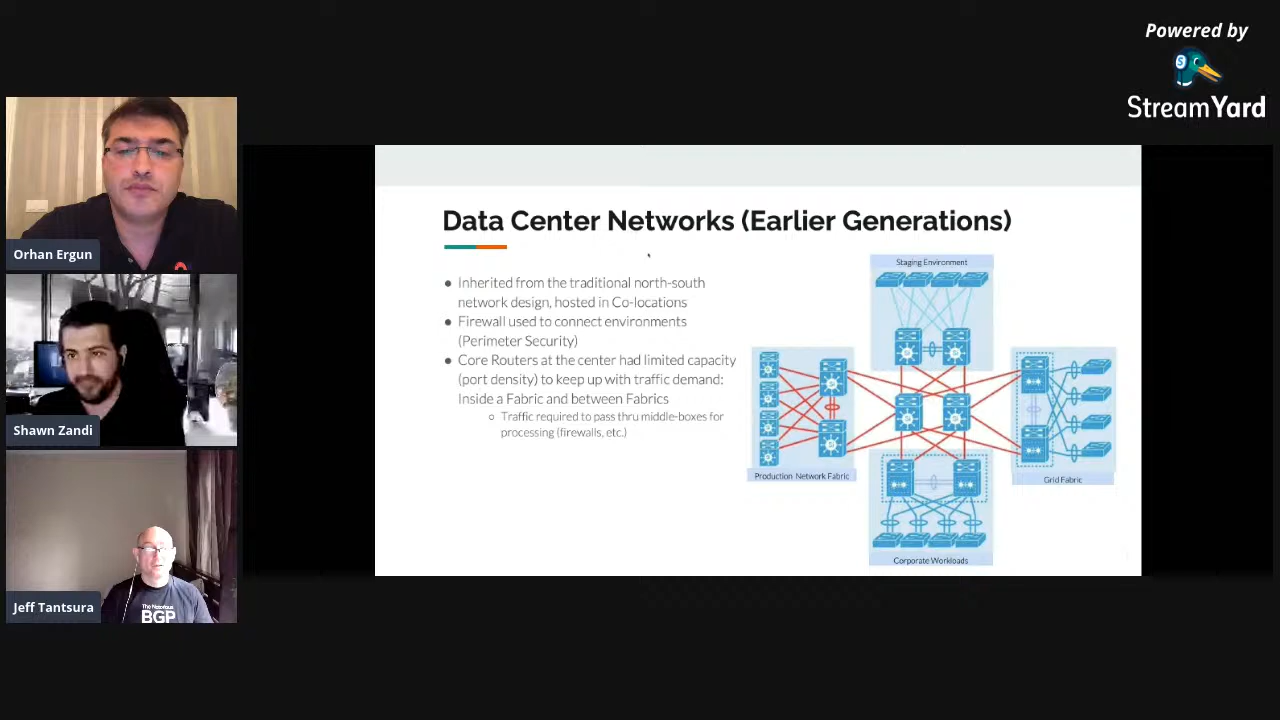 Powered by
StreamYard
Orhan Ergun
Shawn Zandi
Jeff Tantsura
The Notorious
BGP
Data Center Networks (Earlier Generations)
● Inherited from the traditional north-south
network design, hosted in Co-locations
● Firewall used to connect environments
(Perimeter Security)
● Core Routers at the center had limited capacity
(port density) to keep up with traffic demand:
Inside a Fabric and between Fabrics
○ Traffic required to pass thru middle-boxes for
processing (firewalls, etc.)
Staging Environment
Production Network Fabric
Grid Fabric
Corporate Workloads